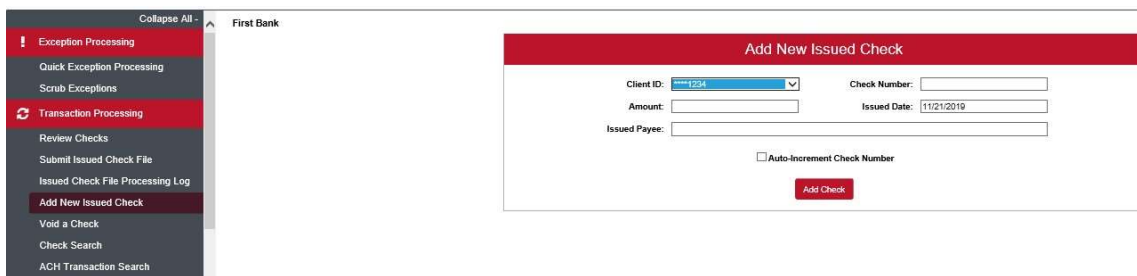 Collapse All -
! Exception Processing
Quick Exception Processing
Scrub Exceptions
Transaction Processing
Review Checks
Submit Issued Check File
Issued Check File Processing Log
Add New Issued Check
Void a Check
Check Search
ACH Transaction Search
First Bank
Add New Issued Check
Client ID: ****1234 Check Number:
Amount: Issued Date: 11/21/2019
Issued Payee:
Auto-Increment Check Number
Add Check